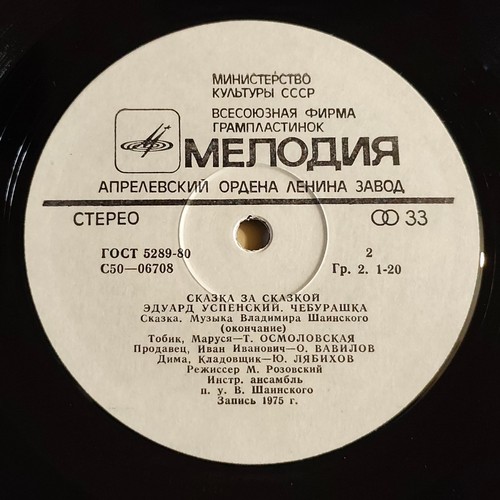 МИНИСТЕРСТВО
КУЛЬТУРЫ СССР
ВСЕСОЮЗНАЯ ФИРМА
ГРАМПЛАСТИНОК
МЕЛОДИЯ
АПРЕЛЕВСКИЙ ОРДЕНА ЛЕНИНА ЗАВОД
СТЕРЕО 33
ГОСТ 5289-80 2
С50—06708 Гр. 2. 1-20
СКАЗКА ЗА СКАЗКОЙ
ЭДУАРД УСПЕНСКИЙ. ЧЕБУРАШКА
Сказка. Музыка Владимира Шаинского
(окончание)
Тобик, Маруся—Т. ОСМОЛОВСКАЯ
Продавец, Иван Иванович—О. ВАВИЛОВ
Дима, Кладовщик—Ю. ЛЯБИХОВ
Режиссер М. Розовский
Инстр. ансамбль
п. у. В. Шаинского
Запись 1975 г.